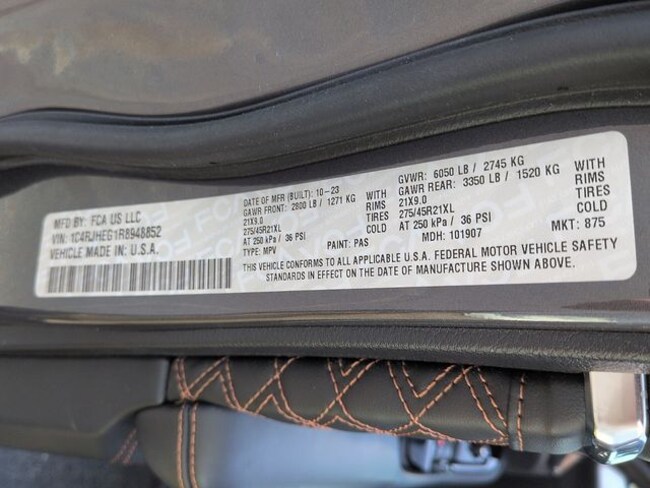 MFD BY: FCA US LLC
VIN: 1C4RJHEG1R8948852
VEHICLE MADE IN: U.S.A.
DATE OF MFR (BUILT): 10-23
GAWR FRONT: 2800 LB / 1271 KG WITH
21X9.0 RIMS
275/45R21XL TIRES
AT 250 kPa / 36 PSI COLD
TYPE: MPV
PAINT: PAS
GVWR: 6050 LB / 2745 KG
GAWR REAR: 3350 LB / 1520 KG WITH
21X9.0 RIMS
275/45R21XL TIRES
AT 250 kPa / 36 PSI COLD
MDH: 101907
MKT: 875
THIS VEHICLE CONFORMS TO ALL APPLICABLE U.S.A. FEDERAL MOTOR VEHICLE SAFETY
STANDARDS IN EFFECT ON THE DATE OF MANUFACTURE SHOWN ABOVE.